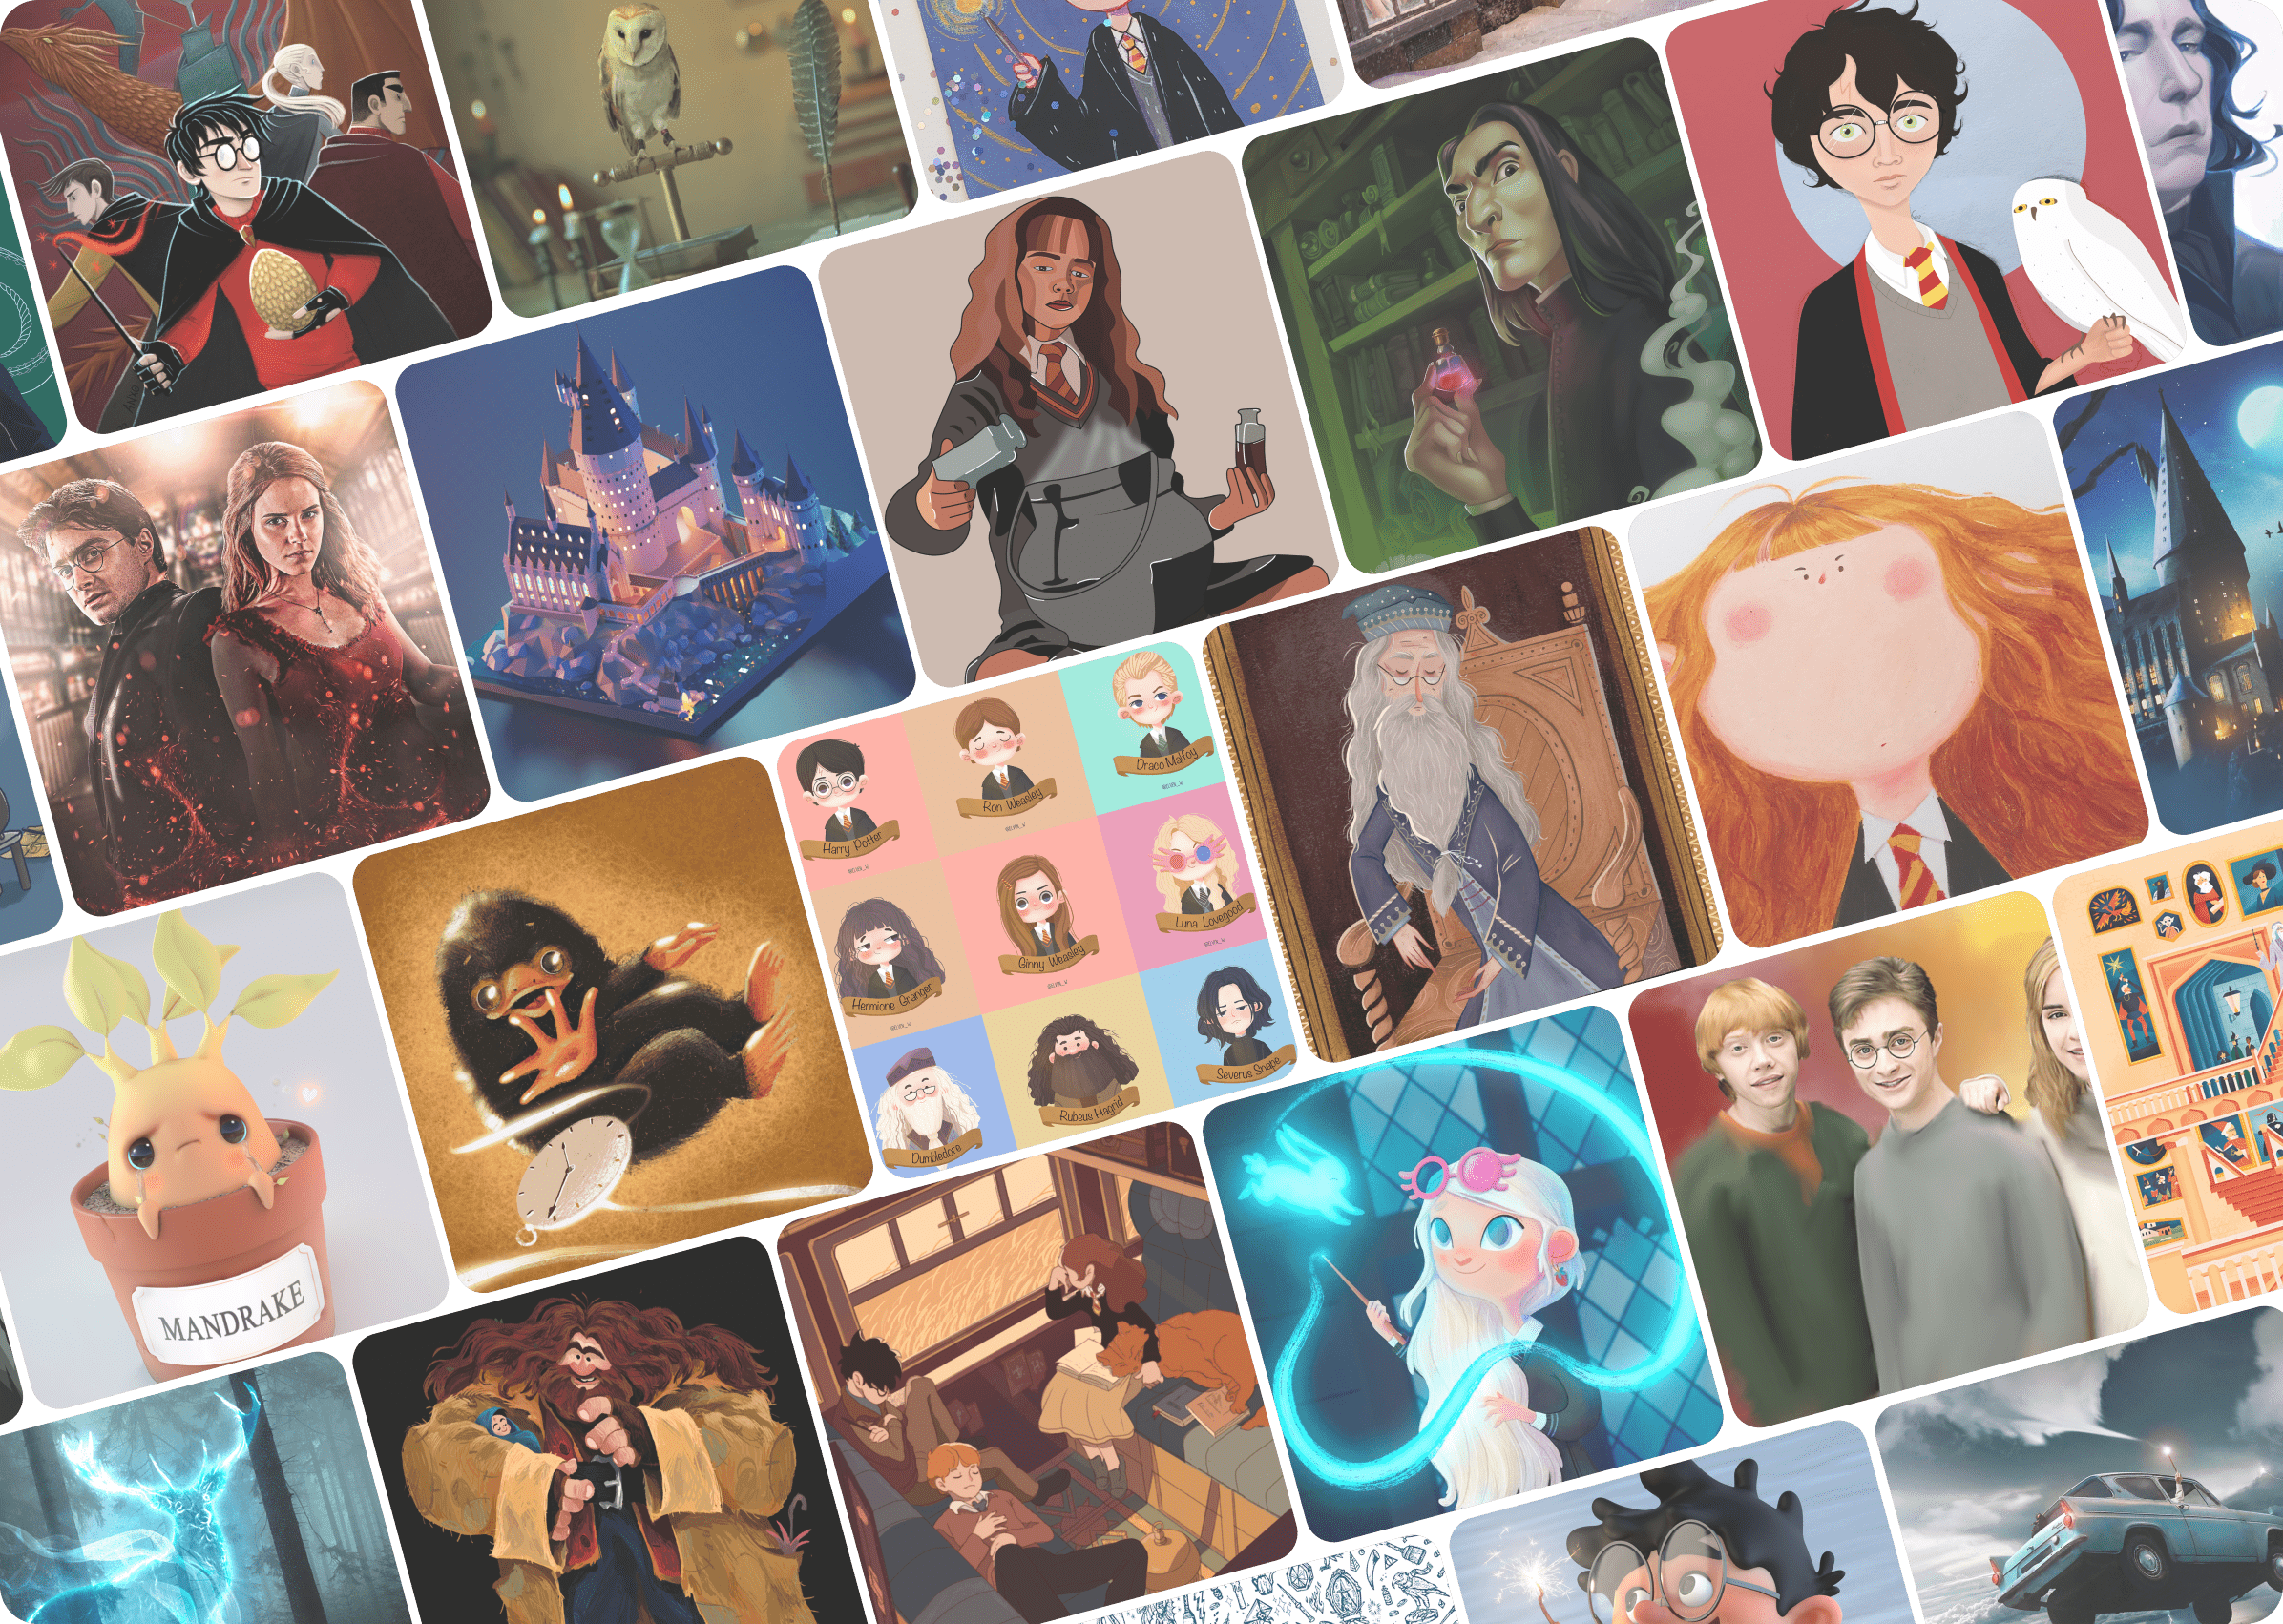 Harry Potter
Ron Weasley
Draco Malfoy
Hermione Granger
Ginny Weasley
Luna Lovegood
Dumbledore
Rubeus Hagrid
Severus Snape
MANDRAKE